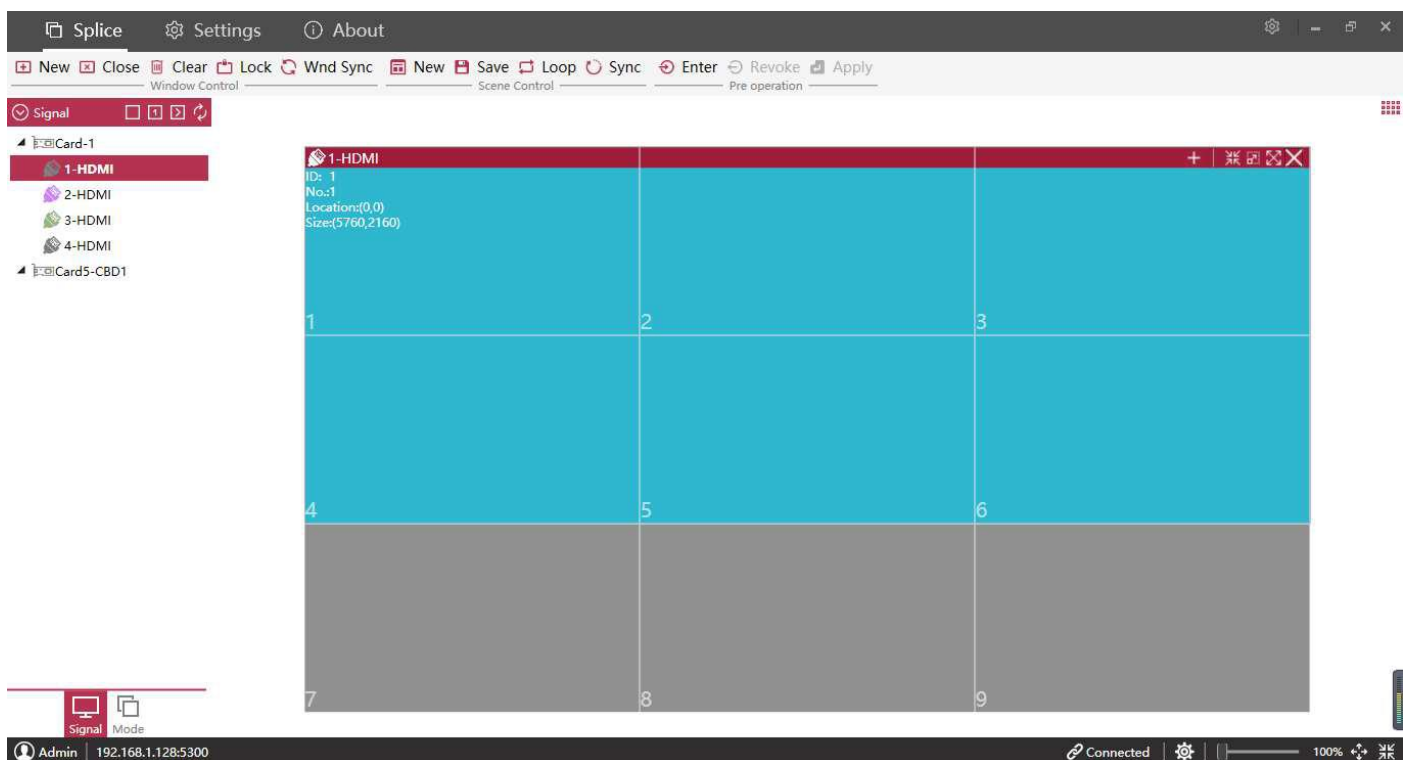 Splice Settings About
New Close Clear Lock Wnd Sync New Save Loop Sync Enter Revoke Apply
Window Control Scene Control Pre operation
Signal
Card-1
1-HDMI
2-HDMI
3-HDMI
4-HDMI
Card5-CBD1
1-HDMI
ID: 1
No.:1
Location:(0,0)
Size:(5760,2160)
1 2 3
4 5 6
7 8 9
Signal Mode
Admin 192.168.1.128:5300 Connected 100%